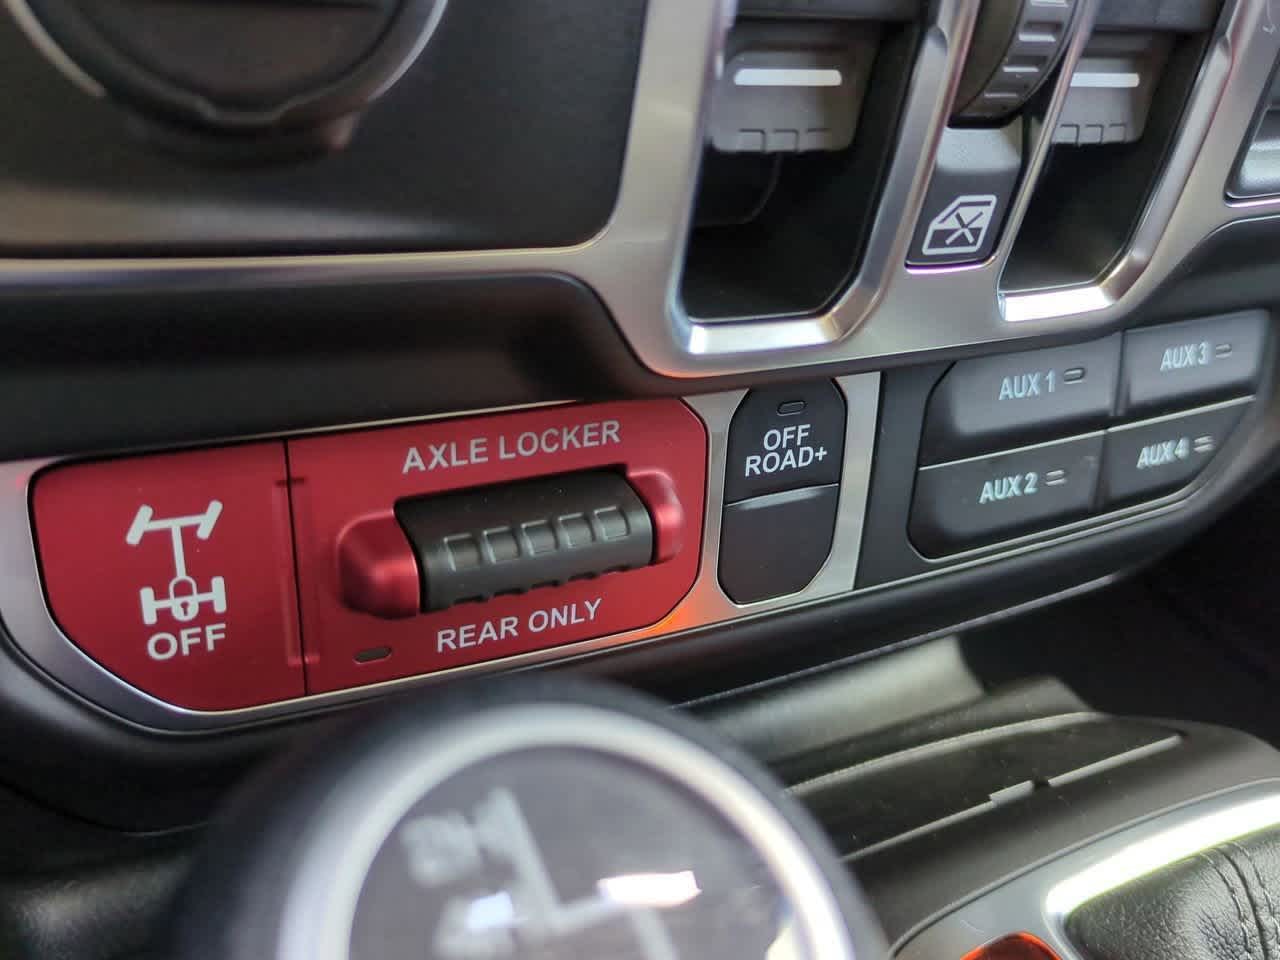 AXLE LOCKER
OFF
REAR ONLY
OFF
ROAD+
AUX 1
AUX 3
AUX 2
AUX 4